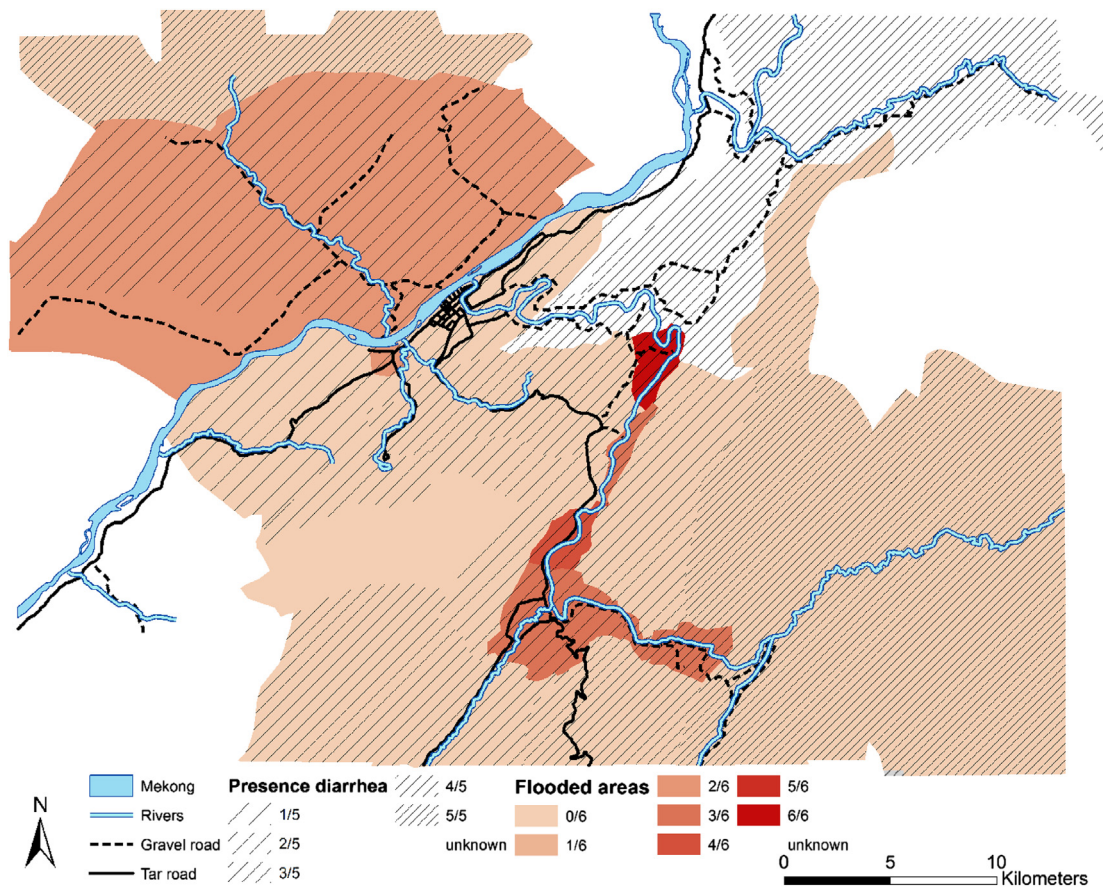 N
Mekong
Rivers
Gravel road
Tar road
Presence diarrhea
1/5
2/5
3/5
4/5
5/5
unknown
Flooded areas
0/6
1/6
2/6
3/6
4/6
5/6
6/6
unknown
0 5 10
Kilometers